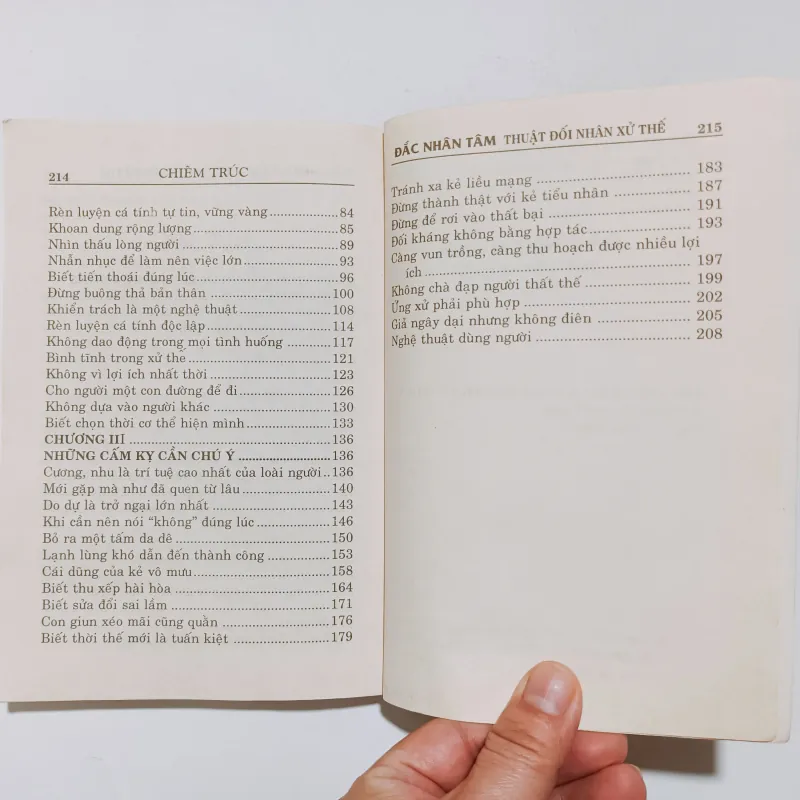 214 CHIÊM TRÚC
Rèn luyện cá tính tự tin, vững vàng....................84
Khoan dung rộng lượng....................85
Nhìn thấu lòng người....................89
Nhẫn nhục để làm nên việc lớn....................93
Biết tiến thoái đúng lúc....................96
Đừng buông thả bản thân....................100
Khiển trách là một nghệ thuật....................108
Rèn luyện cá tính độc lập....................114
Không dao động trong mọi tình huống....................117
Bình tĩnh trong xử thế....................121
Không vì lợi ích nhất thời....................123
Cho người một con đường để đi....................126
Không dựa vào người khác....................130
Biết chọn thời cơ thể hiện mình....................133
CHƯƠNG III....................136
NHỮNG CẤM KỴ CẦN CHÚ Ý....................136
Cương, nhu là trí tuệ cao nhất của loài người..136
Mới gặp mà như đã quen từ lâu....................140
Do dự là trở ngại lớn nhất....................143
Khi cần nên nói “không” đúng lúc....................146
Bỏ ra một tấm da dê....................150
Lạnh lùng khó dẫn đến thành công....................153
Cái dũng của kẻ vô mưu....................158
Biết thu xếp hài hòa....................164
Biết sửa đổi sai lầm....................171
Con giun xéo mãi cũng quằn....................176
Biết thời thế mới là tuấn kiệt....................179
ĐẮC NHÂN TÂM THUẬT ĐỐI NHÂN XỬ THẾ 215
Tránh xa kẻ liều mạng....................183
Đừng thành thật với kẻ tiểu nhân....................187
Đừng để rơi vào thất bại....................191
Đối kháng không bằng hợp tác....................193
Càng vun trồng, càng thu hoạch được nhiều lợi
ích....................197
Không chà đạp người thất thế....................199
Ứng xử phải phù hợp....................202
Giả ngây dại nhưng không điên....................205
Nghệ thuật dùng người....................208